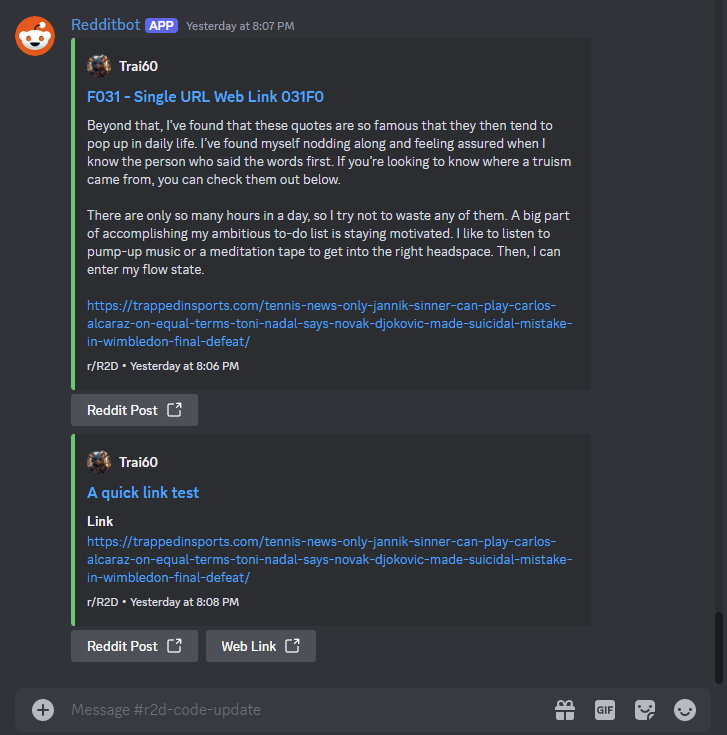 Redditbot APP Yesterday at 8:07 PM
Trai60
F031 - Single URL Web Link 031F0
Beyond that, I've found that these quotes are so famous that they then tend to
pop up in daily life. I've found myself nodding along and feeling assured when I
know the person who said the words first. If you're looking to know where a truism
came from, you can check them out below.
There are only so many hours in a day, so I try not to waste any of them. A big part
of accomplishing my ambitious to-do list is staying motivated. I like to listen to
pump-up music or a meditation tape to get into the right headspace. Then, I can
enter my flow state.
https://trappedinsports.com/tennis-news-only-jannik-sinner-can-play-carlos-
alcaraz-on-equal-terms-toni-nadal-says-novak-djokovic-made-suicidal-mistake-
in-wimbledon-final-defeat/
r/R2D • Yesterday at 8:06 PM
Reddit Post
Trai60
A quick link test
Link
https://trappedinsports.com/tennis-news-only-jannik-sinner-can-play-carlos-
alcaraz-on-equal-terms-toni-nadal-says-novak-djokovic-made-suicidal-mistake-
in-wimbledon-final-defeat/
r/R2D • Yesterday at 8:08 PM
Reddit Post Web Link
Message #r2d-code-update GIF